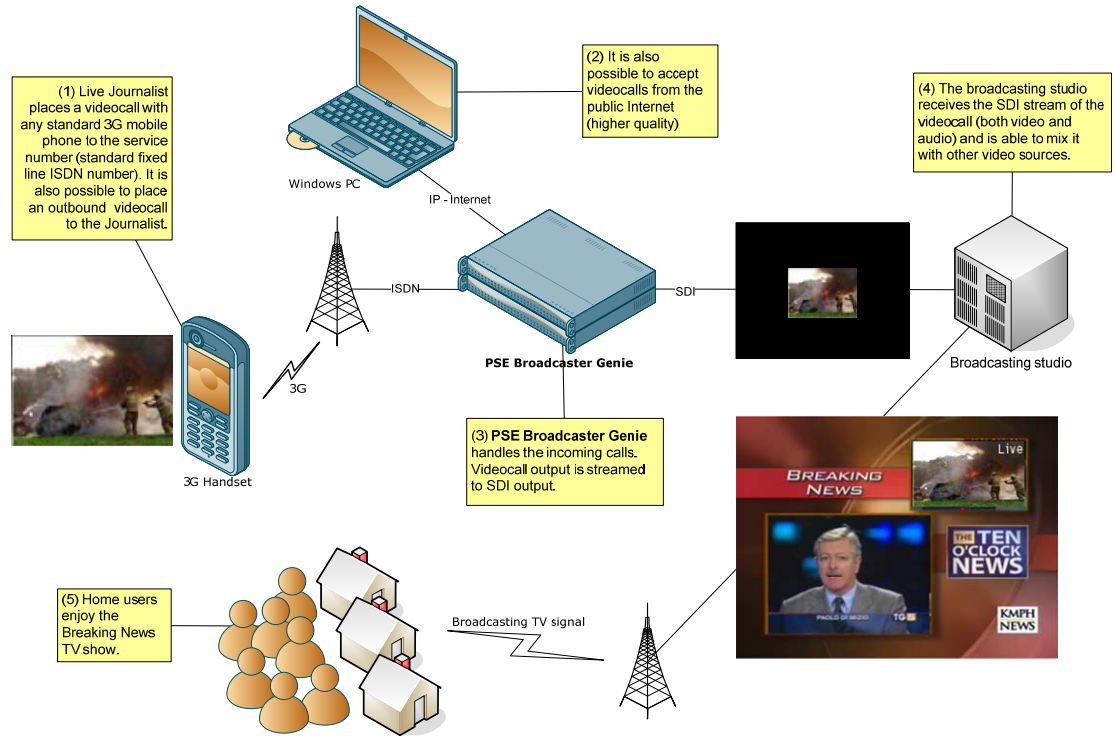 (1) Live Journalist
places a videocall with
any standard 3G mobile
phone to the service
number (standard fixed
line ISDN number). It is
also possible to place
an outbound videocall
to the Journalist.
3G Handset
3G
Windows PC
(2) It is also
possible to accept
videocalls from the
public Internet
(higher quality)
IP - Internet
ISDN
PSE Broadcaster Genie
(3) PSE Broadcaster Genie
handles the incoming calls.
Videocall output is streamed
to SDI output.
SDI
(4) The broadcasting studio
receives the SDI stream of the
videocall (both video and
audio) and is able to mix it
with other video sources.
Broadcasting studio
BREAKING
NEWS
Live
THE TEN
O'CLOCK
NEWS
PAOLO DI MIZIO
TG5
KMPH
NEWS
Broadcasting TV signal
(5) Home users
enjoy the
Breaking News
TV show.